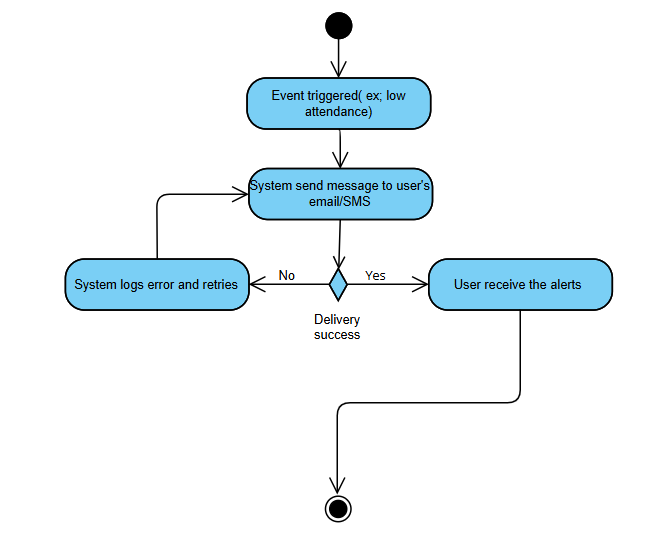 Event triggered( ex; low
attendance)
System send message to user's
email/SMS
System logs error and retries
No
Yes
User receive the alerts
Delivery
success